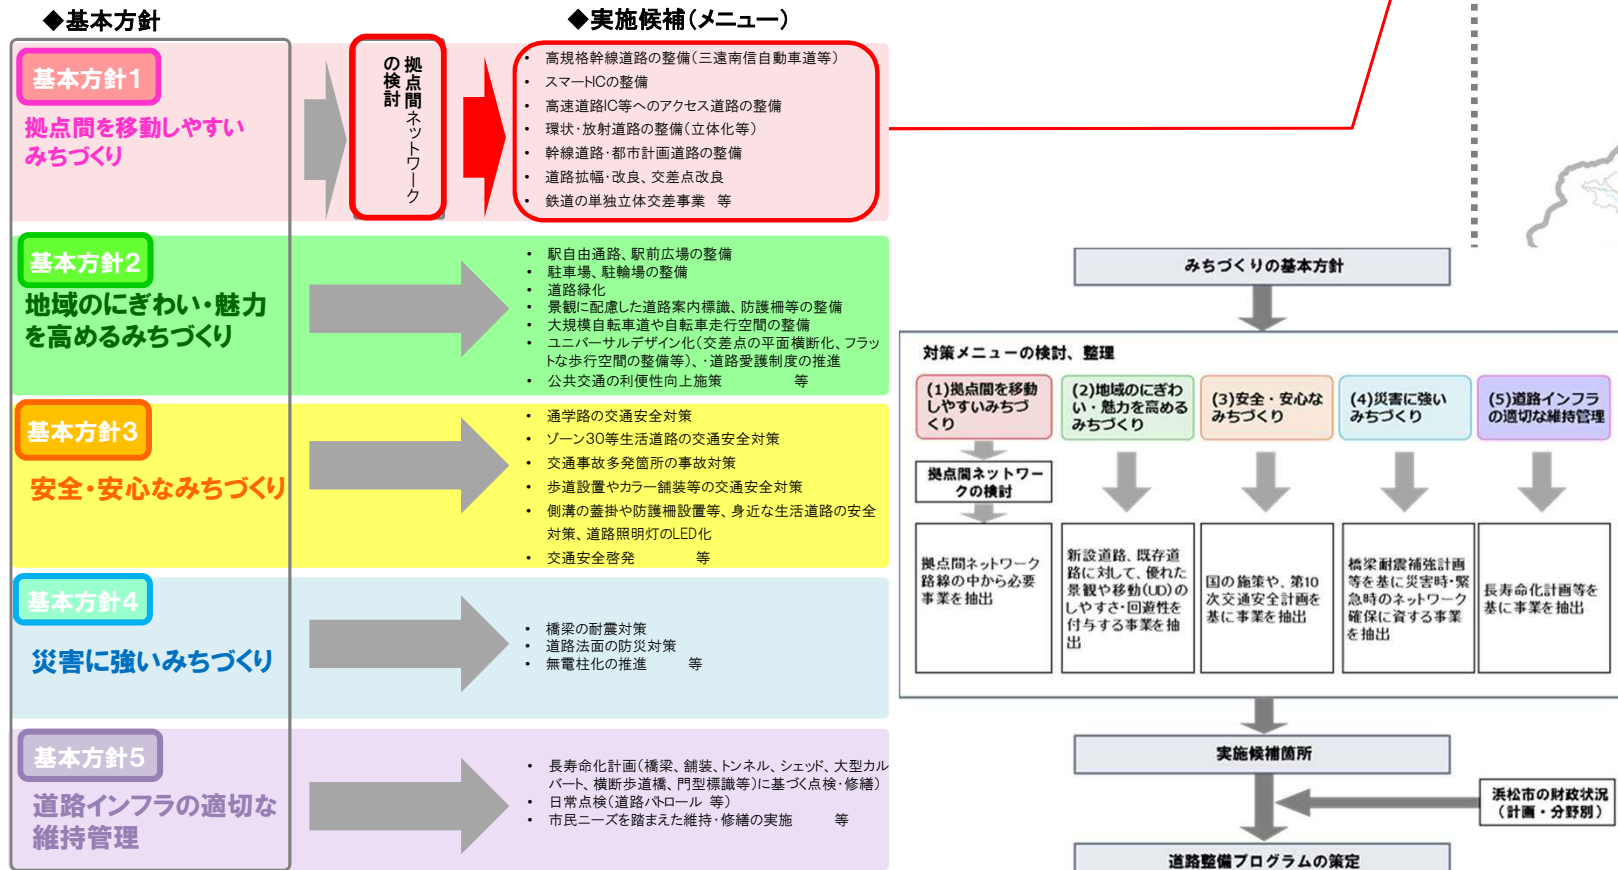 ◆基本方針
◆実施候補(メニュー)
基本方針1
拠点間を移動しやすい
みちづくり
拠点間ネットワーク
の検討
• 高規格幹線道路の整備(三遠南信自動車道等)
• スマートICの整備
• 高速道路IC等へのアクセス道路の整備
• 環状・放射道路の整備(立体化等)
• 幹線道路・都市計画道路の整備
• 道路拡幅・改良、交差点改良
• 鉄道の単独立体交差事業 等
基本方針2
地域のにぎわい・魅力
を高めるみちづくり
• 駅自由通路、駅前広場の整備
• 駐車場、駐輪場の整備
• 道路緑化
• 景観に配慮した道路案内標識、防護柵等の整備
• 大規模自転車道や自転車走行空間の整備
• ユニバーサルデザイン化(交差点の平面横断化、フラッ
トな歩行空間の整備等)、・道路愛護制度の推進
• 公共交通の利便性向上施策 等
基本方針3
安全・安心なみちづくり
• 通学路の交通安全対策
• ゾーン30等生活道路の交通安全対策
• 交通事故多発箇所の事故対策
• 歩道設置やカラー舗装等の交通安全対策
• 側溝の蓋掛や防護柵設置等、身近な生活道路の安全
対策、道路照明灯のLED化
• 交通安全啓発 等
基本方針4
災害に強いみちづくり
• 橋梁の耐震対策
• 道路法面の防災対策
• 無電柱化の推進 等
基本方針5
道路インフラの適切な
維持管理
• 長寿命化計画(橋梁、舗装、トンネル、シェッド、大型カル
バート、横断歩道橋、門型標識等)に基づく点検・修繕)
• 日常点検(道路パトロール 等)
• 市民ニーズを踏まえた維持・修繕の実施 等
みちづくりの基本方針
対策メニューの検討、整理
(1)拠点間を移動
しやすいみちづ
くり
(2)地域のにぎわ
い・魅力を高める
みちづくり
(3)安全・安心な
みちづくり
(4)災害に強い
みちづくり
(5)道路インフラ
の適切な維持管理
拠点間ネットワー
クの検討
拠点間ネットワーク
路線の中から必要
事業を抽出
新設道路、既存道
路に対して、優れた
景観や移動(UD)の
しやすさ・回遊性を
付与する事業を抽
出
国の施策や、第10
次交通安全計画を
基に事業を抽出
橋梁耐震補強計画
等を基に災害時・緊
急時のネットワーク
確保に資する事業
を抽出
長寿命化計画等を
基に事業を抽出
実施候補箇所
浜松市の財政状況
(計画・分野別)
道路整備プログラムの策定